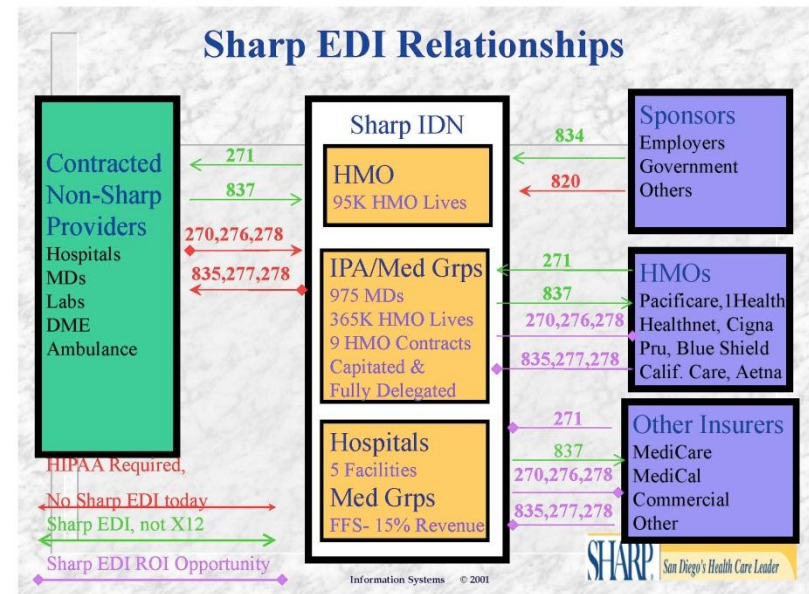 Sharp EDI Relationships
Contracted
Non-Sharp
Providers
Hospitals
MDs
Labs
DME
Ambulance
271
837
270,276,278
835,277,278
Sharp IDN
HMO
95K HMO Lives
IPA/Med Grps
975 MDs
365K HMO Lives
9 HMO Contracts
Capitated &
Fully Delegated
Hospitals
5 Facilities
Med Grps
FFS- 15% Revenue
834
820
271
837
270,276,278
835,277,278
271
837
270,276,278
835,277,278
Sponsors
Employers
Government
Others
HMOs
Pacificare,1Health
Healthnet, Cigna
Pru, Blue Shield
Calif. Care, Aetna
Other Insurers
MediCare
MediCal
Commercial
Other
HIPAA Required,
No Sharp EDI today
Sharp EDI, not X12
Sharp EDI ROI Opportunity
Information Systems © 2001
SHARP. San Diego's Health Care Leader